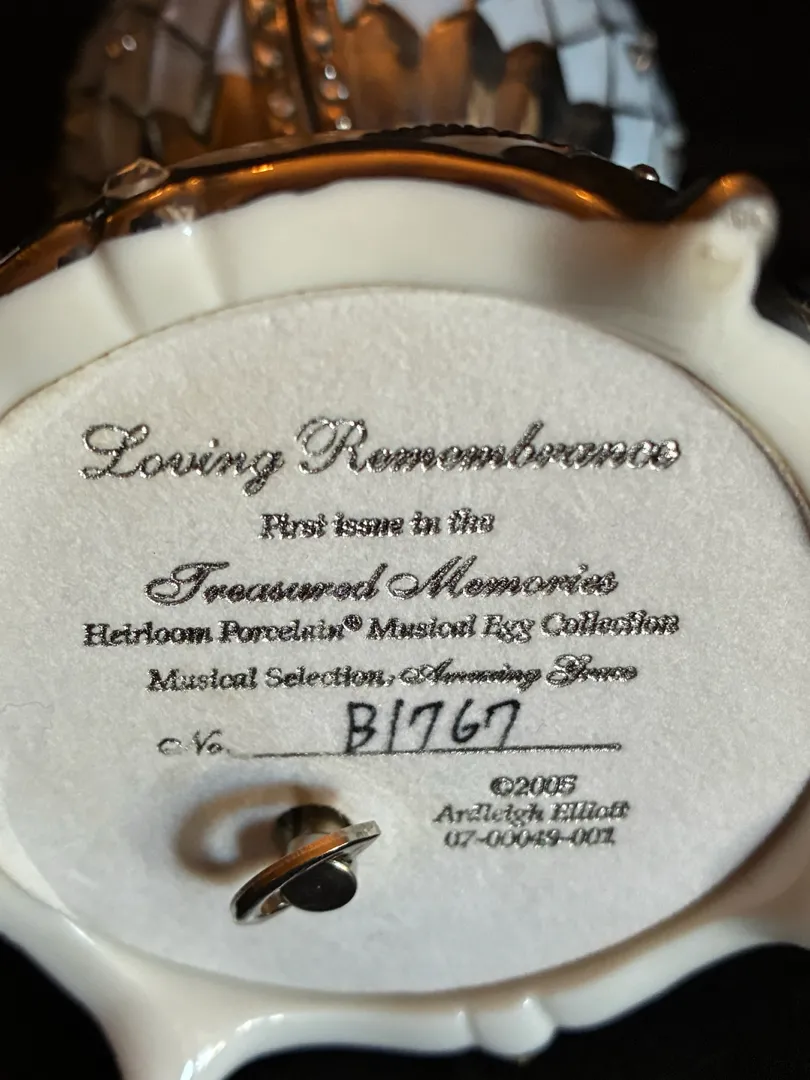 Loving Remembrance
First issue in the
Treasured Memories
Heirloom Porcelain® Musical Egg Collection
Musical Selection, Amazing Grace
No. B1767
©2005
Ardleigh Elliott
07-00049-001